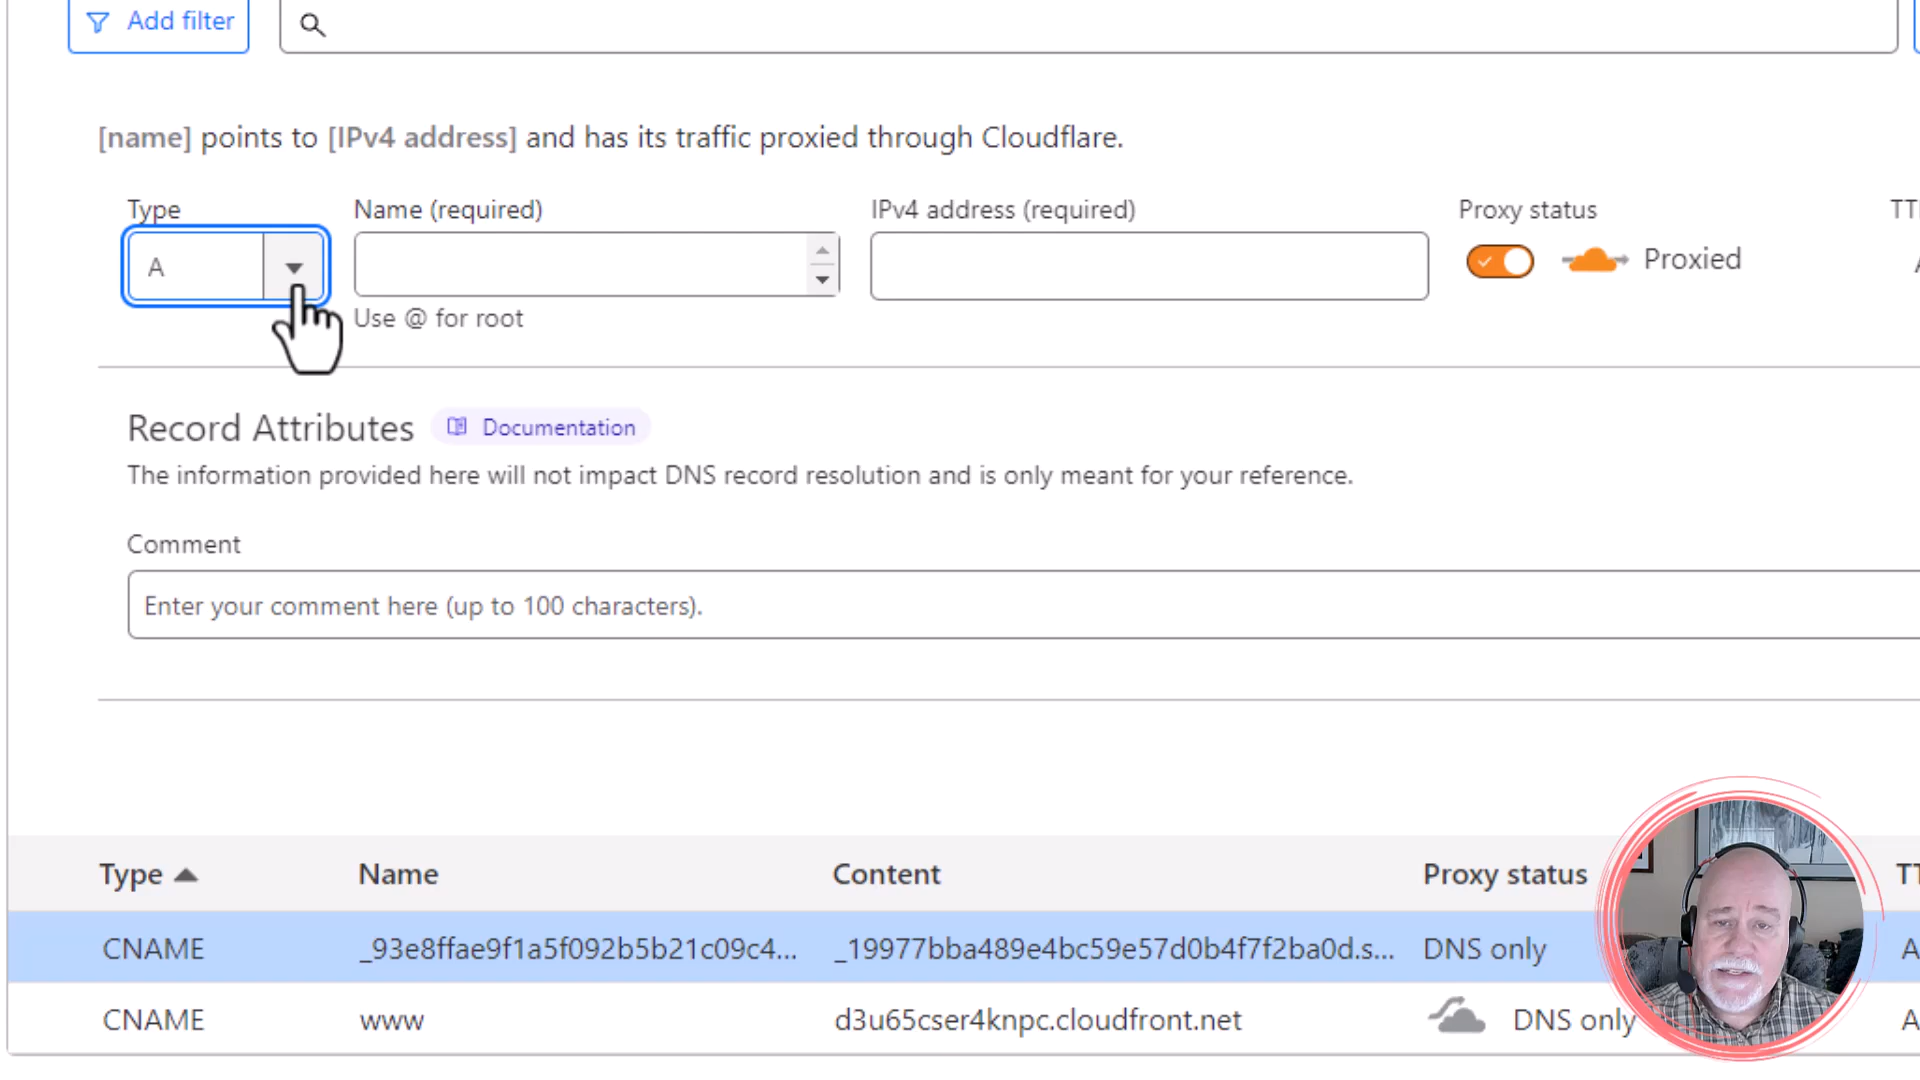 Add filter
[name] points to [IPv4 address] and has its traffic proxied through Cloudflare.
Type
Name (required)
IPv4 address (required)
Proxy status
A
Proxied
Use @ for root
Record Attributes
Documentation
The information provided here will not impact DNS record resolution and is only meant for your reference.
Comment
Enter your comment here (up to 100 characters).
Type Name Content Proxy status
CNAME _93e8ffae9f1a5f092b5b21c09c4... _19977bba489e4bc59e57d0b4f7f2ba0d.s... DNS only
CNAME www d3u65cser4knpc.cloudfront.net DNS only